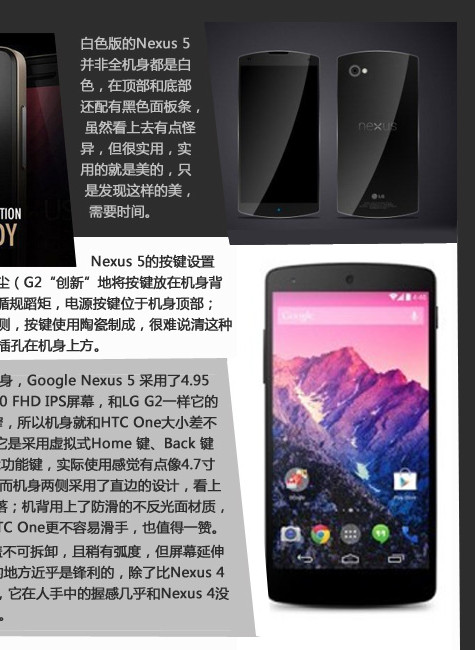 白色版的Nexus 5
并非全机身都是白
色，在顶部和底部
还配有黑色面板条，
虽然看上去有点怪
异，但很实用，实
用的就是美的，只
是发现这样的美，
需要时间。
nexus
LG
TION
DY
Nexus 5的按键设置
尘（G2“创新”地将按键放在机身背
循规蹈矩，电源按键位于机身顶部；
测，按键使用陶瓷制成，很难说清这种
插孔在机身上方。
4:40
Google
Google
Play Store
身，Google Nexus 5 采用了4.95
0 FHD IPS屏幕，和LG G2一样它的
，所以机身就和HTC One大小差不
它是采用虚拟式Home 键、Back 键
功能键，实际使用感觉有点像4.7寸
而机身两侧采用了直边的设计，看上
落；机背用上了防滑的不反光面材质，
TC One更不容易滑手，也值得一赞。
盖不可拆卸，且稍有弧度，但屏幕延伸
的地方近乎是锋利的，除了比Nexus 4
，它在人手中的握感几乎和Nexus 4没
。